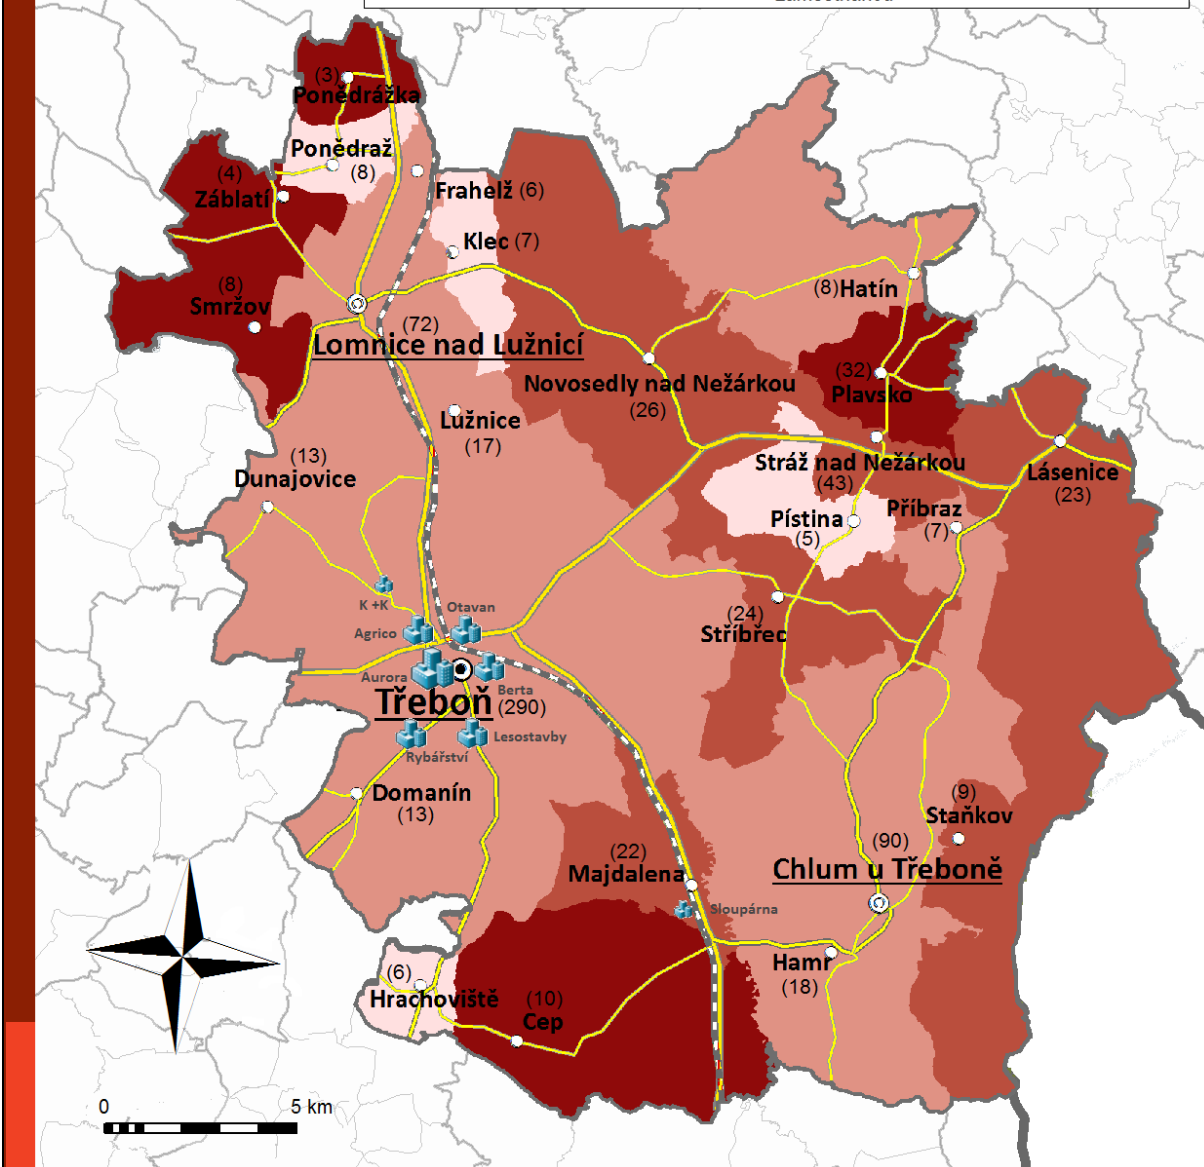 (3)
Ponědrážka
Ponědraž
(8)
(4)
Záblatí
Frahelž (6)
Klec (7)
(8)
Smržov
(8) Hatín
(72)
Lomnice nad Lužnicí
(32)
Plavsko
Novosedly nad Nežárkou
(26)
Lužnice
(17)
(13)
Dunajovice
Stráž nad Nežárkou
(43)
Lásenice
(23)
Pístina
(5)
Příbraz
(7)
K +K
Otavan
Agrico
(24)
Stříbřec
Aurora
Berta
Třeboň (290)
Lesostavby
Rybářství
Domanín
(13)
(9)
Staňkov
(22)
Majdalena
(90)
Chlum u Třeboně
Sloupárna
Hamr
(18)
(6)
Hrachoviště
(10)
Cep
0
5 km